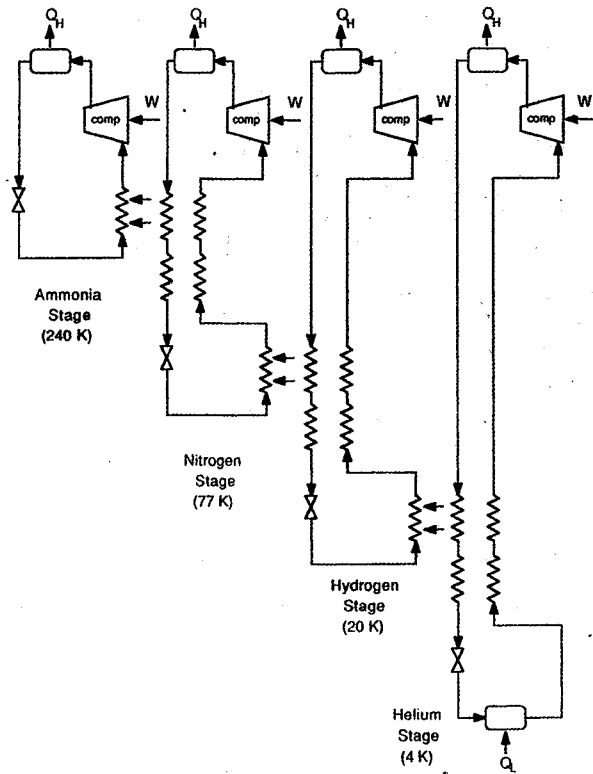 Q_H Q_H Q_H Q_H
comp W comp W comp W comp W
Ammonia
Stage
(240 K)
Nitrogen
Stage
(77 K)
Hydrogen
Stage
(20 K)
Helium
Stage
(4 K)
Q_L